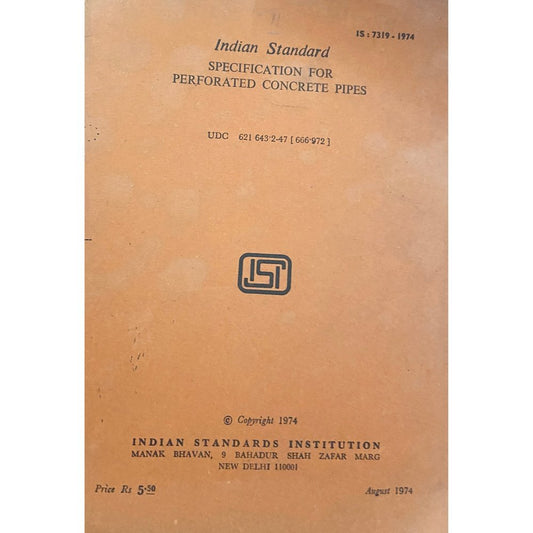 IS : 7319 - 1974
Indian Standard
SPECIFICATION FOR
PERFORATED CONCRETE PIPES
UDC 621 643·2-47 [ 666·972 ]
ISI
© Copyright 1974
INDIAN STANDARDS INSTITUTION
MANAK BHAVAN, 9 BAHADUR SHAH ZAFAR MARG
NEW DELHI 110001
Price Rs 5·50
August 1974